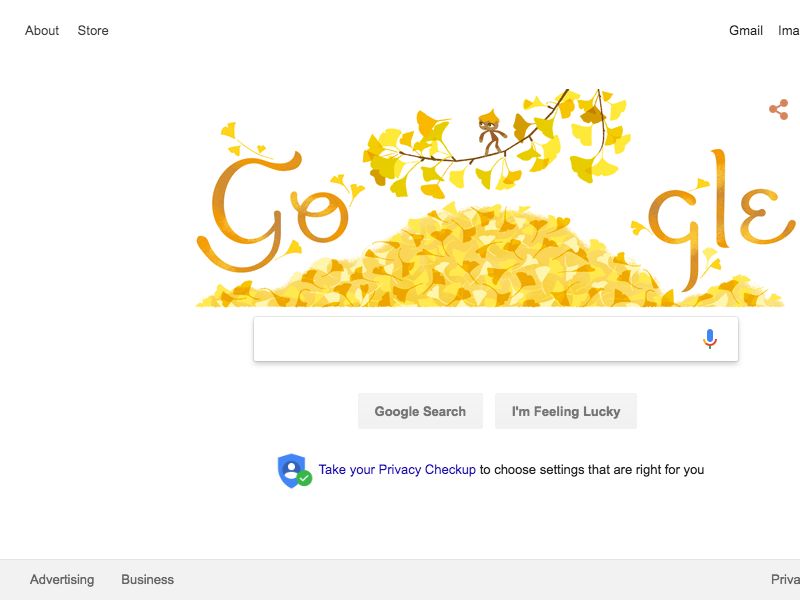 About Store
Gmail Ima
Go gle
Google Search I'm Feeling Lucky
Take your Privacy Checkup to choose settings that are right for you
Advertising Business
Priva